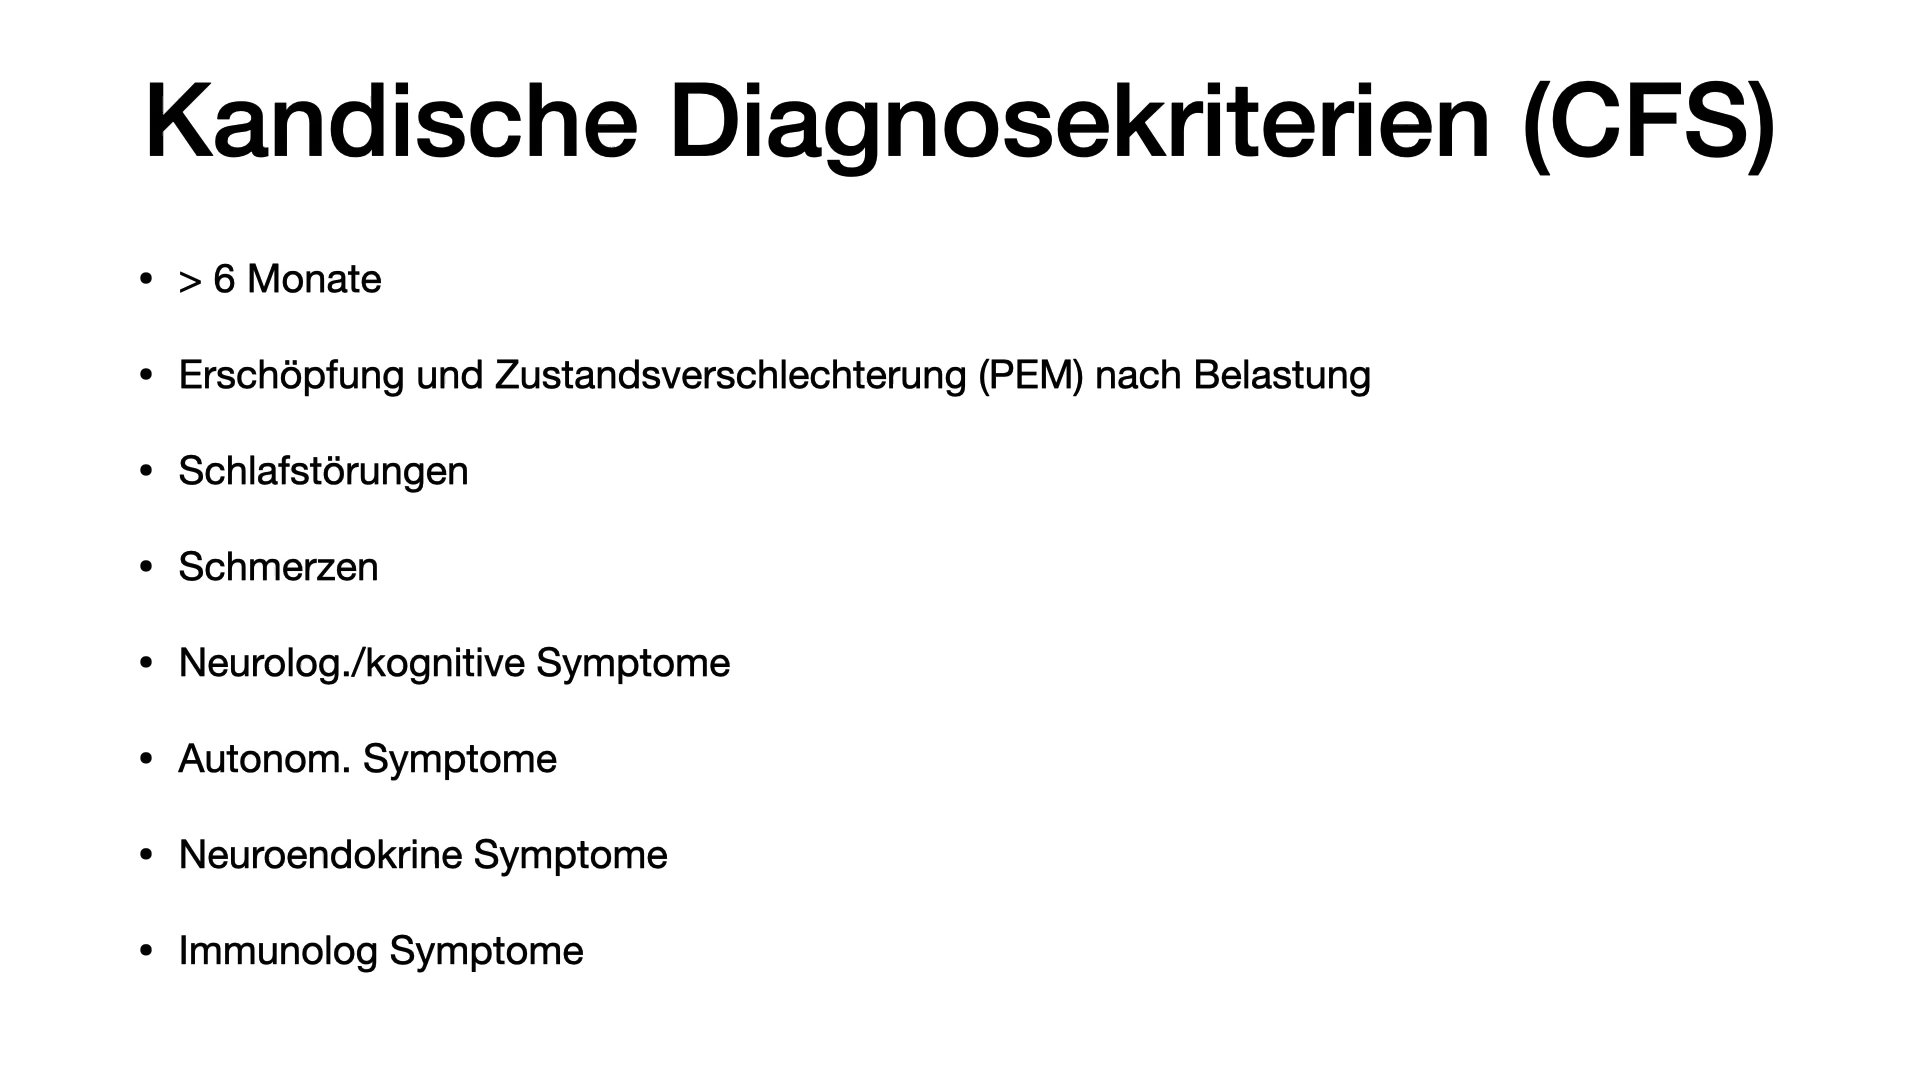 Kandische Diagnosekriterien (CFS)
• > 6 Monate
• Erschöpfung und Zustandsverschlechterung (PEM) nach Belastung
• Schlafstörungen
• Schmerzen
• Neurolog./kognitive Symptome
• Autonom. Symptome
• Neuroendokrine Symptome
• Immunolog Symptome